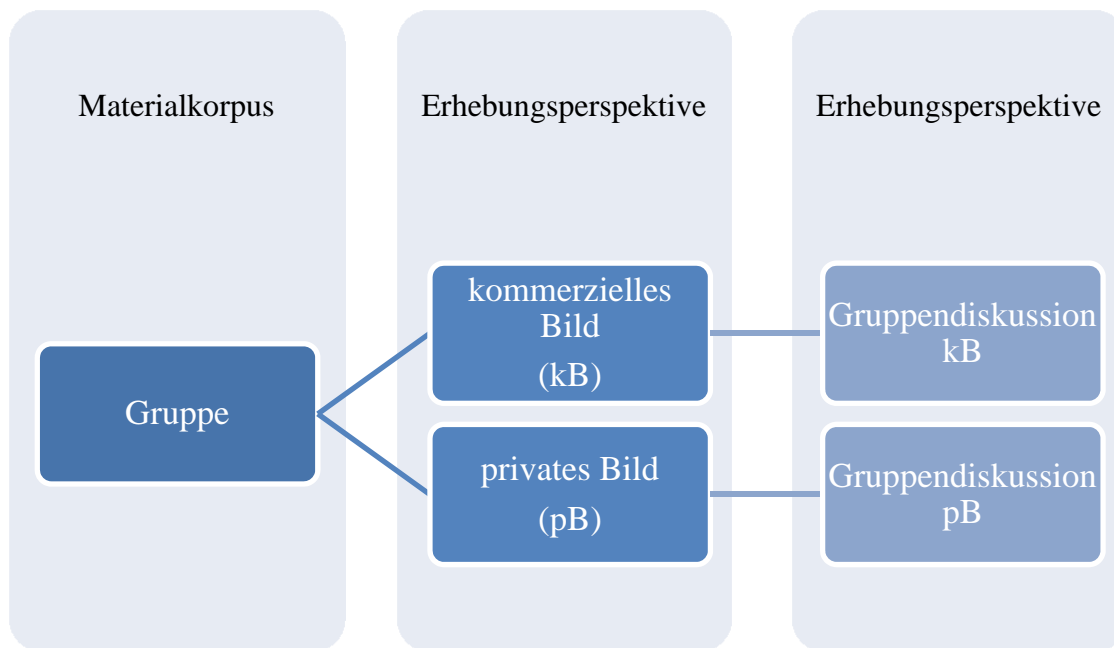 Materialkorpus
Erhebungsperspektive
Erhebungsperspektive
Gruppe
kommerzielles
Bild
(kB)
privates Bild
(pB)
Gruppendiskussion
kB
Gruppendiskussion
pB